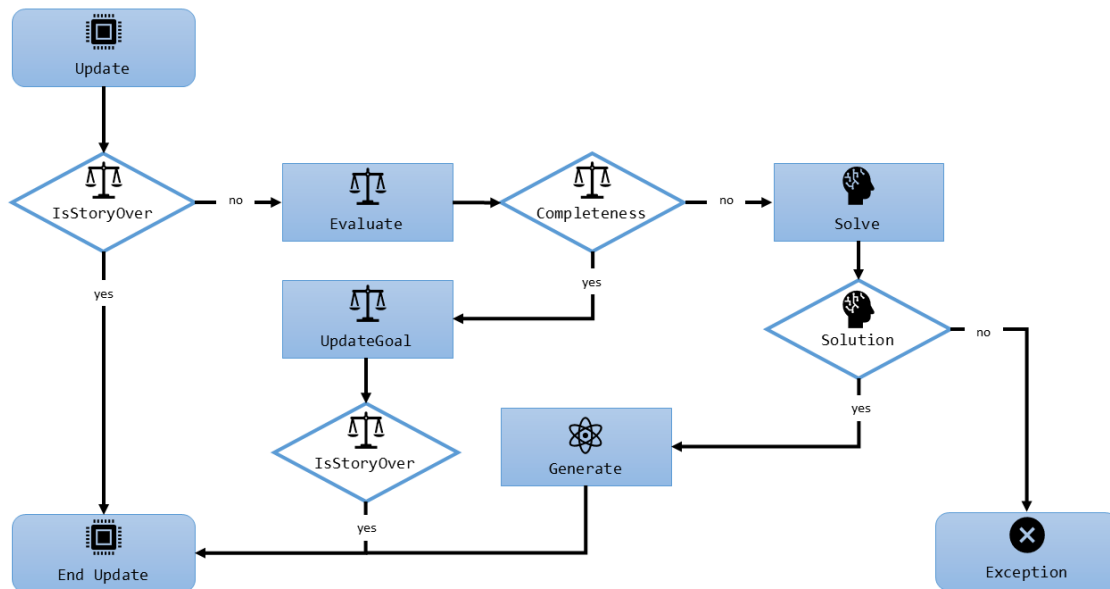 Update
IsStoryOver
no
Evaluate
Completeness
no
Solve
yes
yes
UpdateGoal
Solution
no
yes
IsStoryOver
Generate
yes
End Update
Exception